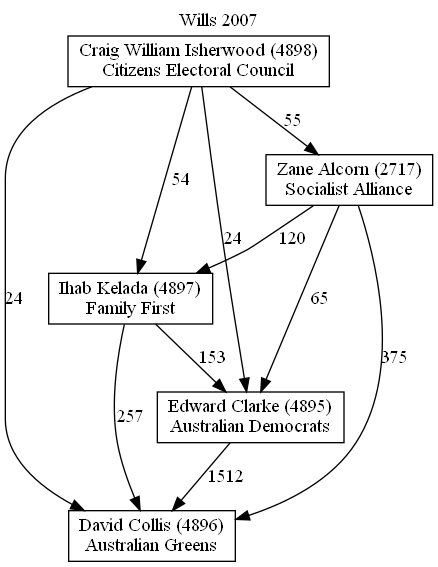 Wills 2007
Craig William Isherwood (4898)
Citizens Electoral Council
55
Zane Alcorn (2717)
Socialist Alliance
54
24
120
Ihab Kelada (4897)
Family First
24
65
153
375
Edward Clarke (4895)
Australian Democrats
257
1512
David Collis (4896)
Australian Greens